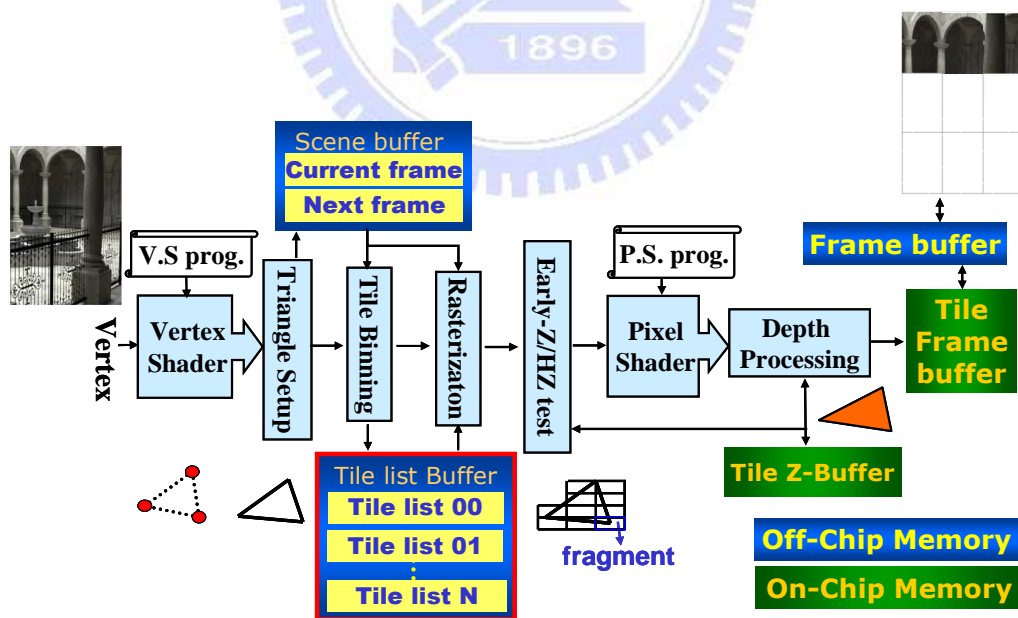 1896
Scene buffer
Current frame
Next frame
V.S prog.
P.S. prog.
Frame buffer
Vertex
Vertex
Shader
Triangle Setup
Tile Binning
Rasterizaton
Early-Z/HZ test
Pixel
Shader
Depth
Processing
Tile
Frame
buffer
Tile list Buffer
Tile list 00
Tile list 01
Tile list N
fragment
Tile Z-Buffer
Off-Chip Memory
On-Chip Memory